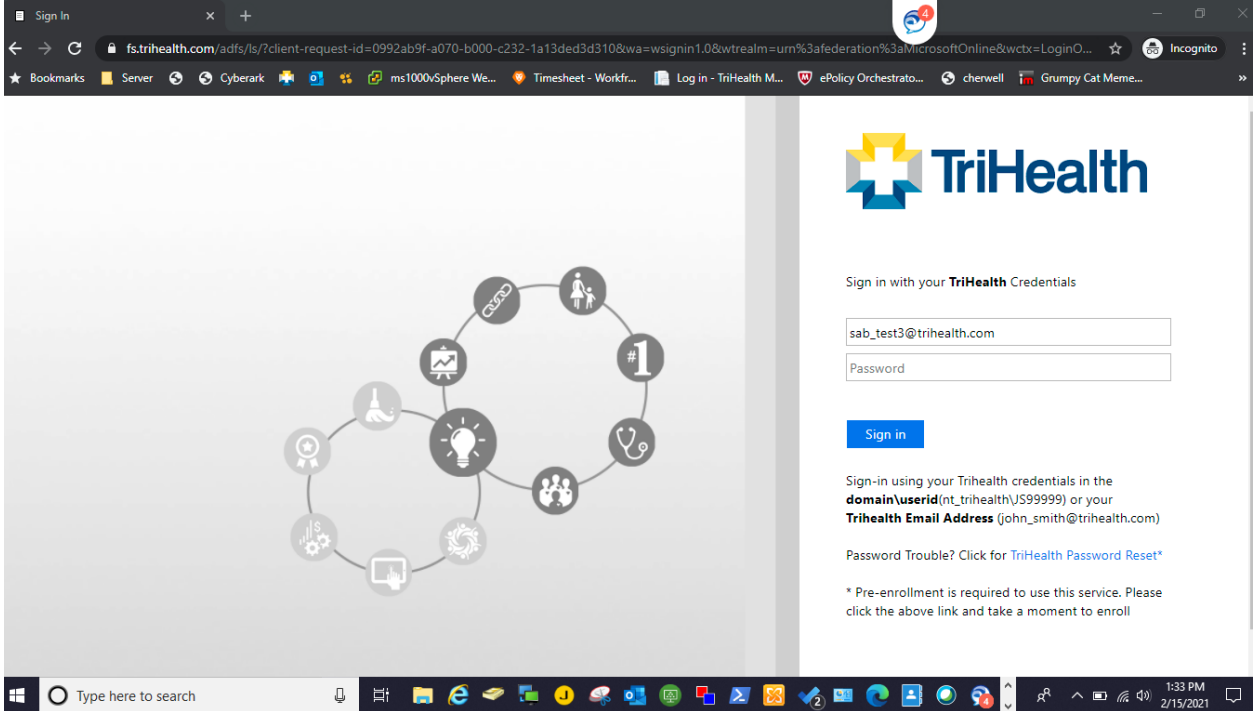 Sign In
4
fs.trihealth.com/adfs/ls/?client-request-id=0992ab9f-a070-b000-c232-1a13ded3d310&wa=wsignin1.0&wtrealm=urn%3afederation%3aMicrosoftOnline&wctx=LoginO...
Incognito
Bookmarks Server Cyberark ms1000vSphere We... Timesheet - Workfr... Log in - TriHealth M... ePolicy Orchestrato... cherwell Grumpy Cat Meme... »
TriHealth
Sign in with your TriHealth Credentials
sab_test3@trihealth.com
#1
Password
Sign in
Sign-in using your Trihealth credentials in the
domain\userid(nt_trihealth\JS99999) or your
Trihealth Email Address (john_smith@trihealth.com)
Password Trouble? Click for TriHealth Password Reset*
* Pre-enrollment is required to use this service. Please
click the above link and take a moment to enroll
Type here to search
1:33 PM
2/15/2021